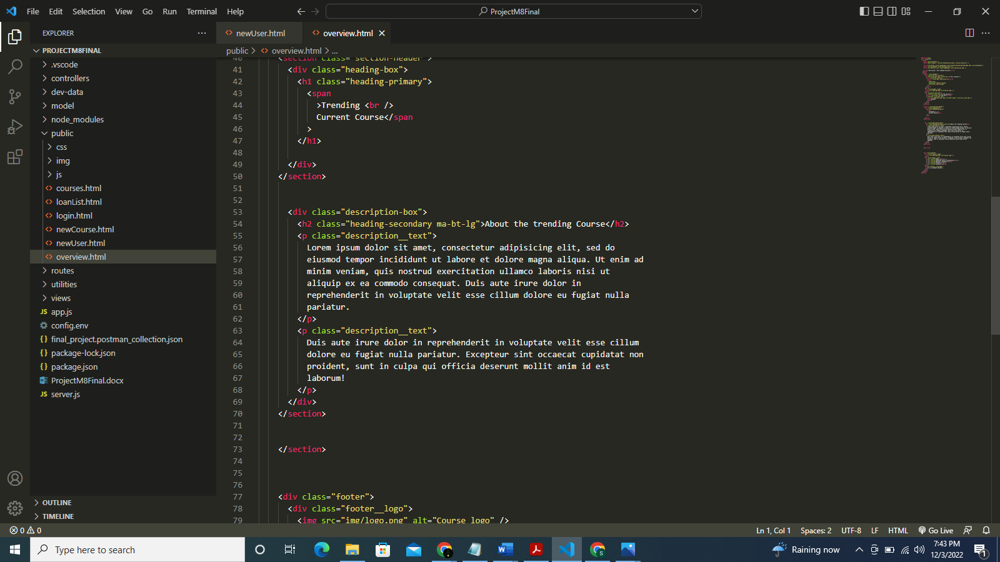 File Edit Selection View Go Run Terminal Help
ProjectM8Final
EXPLORER
PROJECTM8FINAL
.vscode
controllers
dev-data
model
node_modules
public
css
img
js
courses.html
loanList.html
login.html
newCourse.html
newUser.html
overview.html
routes
utilities
views
app.js
config.env
final_project.postman_collection.json
package-lock.json
package.json
ProjectM8Final.docx
server.js
OUTLINE
TIMELINE
newUser.html
overview.html
public > overview.html > ...
40 <section class="section-header">
41 <div class="heading-box">
42 <h1 class="heading-primary">
43 <span
44 >Trending <br />
45 Current Course</span
46 >
47 </h1>
48
49 </div>
50 </section>
51
52
53 <div class="description-box">
54 <h2 class="heading-secondary ma-bt-lg">About the trending Course</h2>
55 <p class="description__text">
56 Lorem ipsum dolor sit amet, consectetur adipisicing elit, sed do
57 eiusmod tempor incididunt ut labore et dolore magna aliqua. Ut enim ad
58 minim veniam, quis nostrud exercitation ullamco laboris nisi ut
59 aliquip ex ea commodo consequat. Duis aute irure dolor in
60 reprehenderit in voluptate velit esse cillum dolore eu fugiat nulla
61 pariatur.
62 </p>
63 <p class="description__text">
64 Duis aute irure dolor in reprehenderit in voluptate velit esse cillum
65 dolore eu fugiat nulla pariatur. Excepteur sint occaecat cupidatat non
66 proident, sunt in culpa qui officia deserunt mollit anim id est
67 laborum!
68 </p>
69 </div>
70 </section>
71
72
73 </section>
74
75
76
77 <div class="footer">
78 <div class="footer__logo">
79 <img src="img/logo.png" alt="Course logo" />
0 0
Ln 1, Col 1 Spaces: 2 UTF-8 LF HTML Go Live
Type here to search
Raining now
7:43 PM
12/3/2022
1